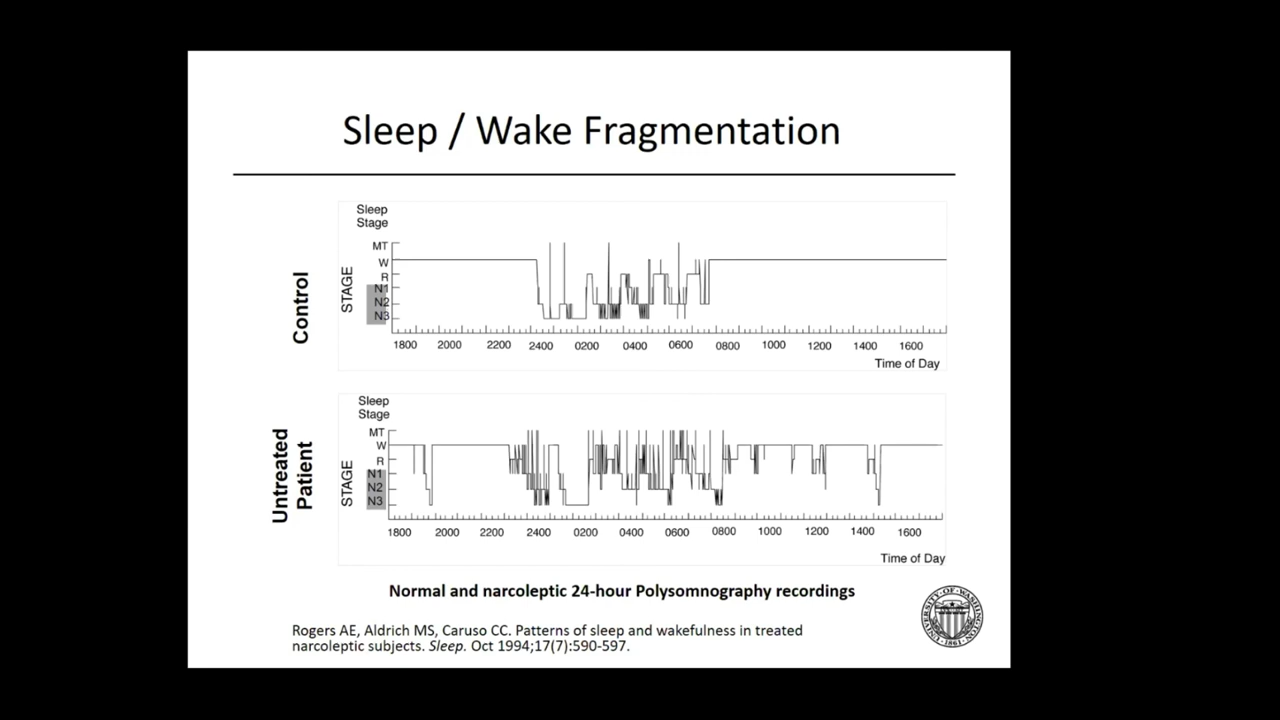 Sleep / Wake Fragmentation
Control
Sleep
Stage
STAGE
MT
W
R
N1
N2
N3
1800 2000 2200 2400 0200 0400 0600 0800 1000 1200 1400 1600
Time of Day
Untreated
Patient
Sleep
Stage
STAGE
MT
W
R
N1
N2
N3
1800 2000 2200 2400 0200 0400 0600 0800 1000 1200 1400 1600
Time of Day
Normal and narcoleptic 24-hour Polysomnography recordings
Rogers AE, Aldrich MS, Caruso CC. Patterns of sleep and wakefulness in treated
narcoleptic subjects. Sleep. Oct 1994;17(7):590-597.
UNIVERSITY·OF·WASHINGTON
1861